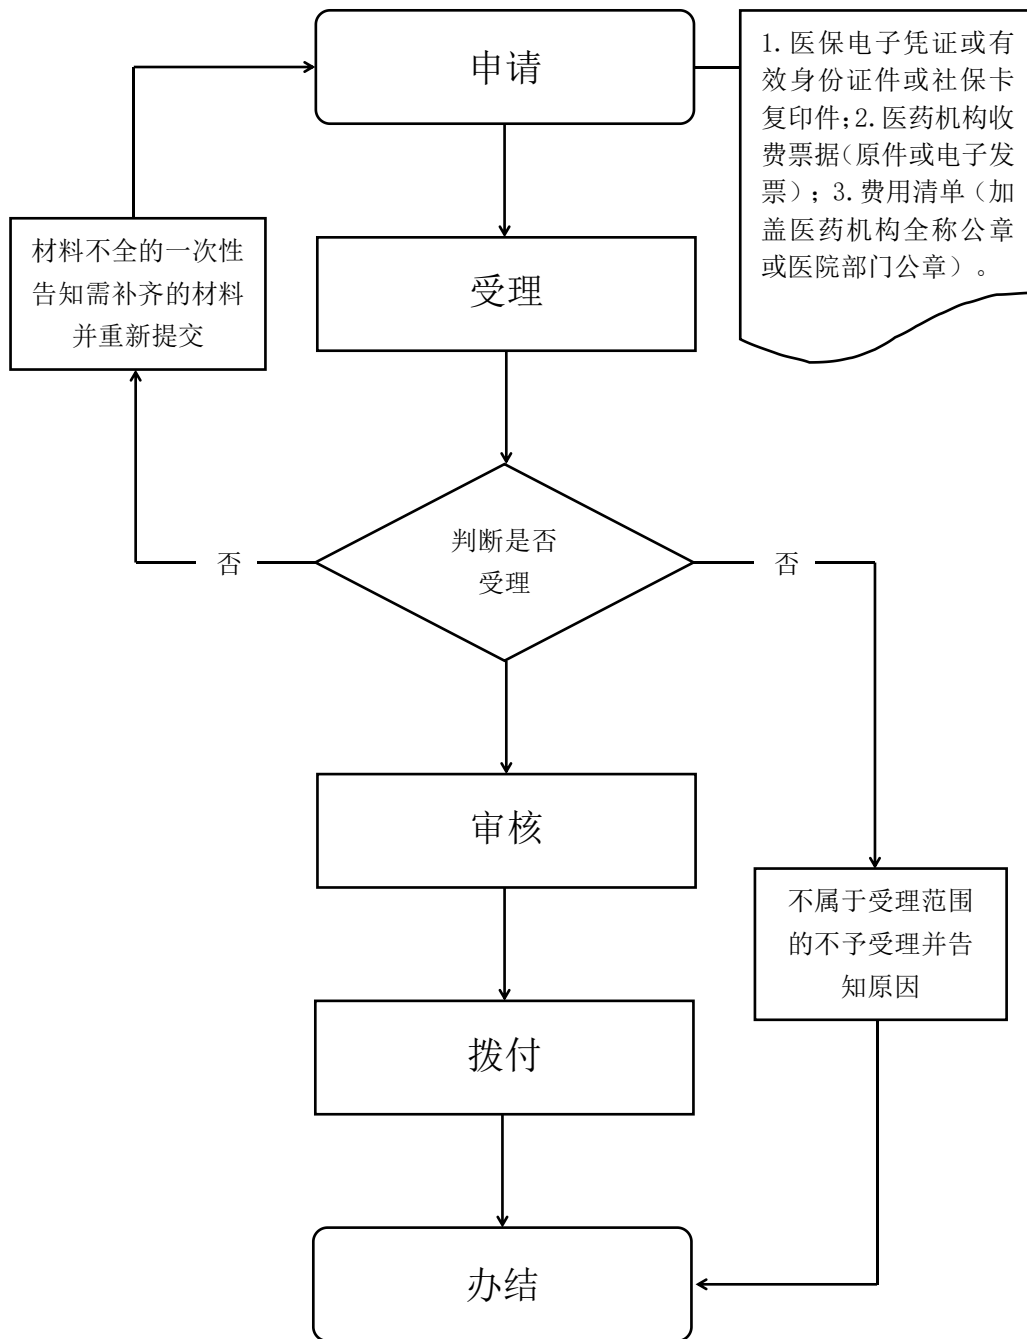 申请
1.医保电子凭证或有
效身份证件或社保卡
复印件；2.医药机构收
费票据（原件或电子发
票）；3.费用清单（加
盖医药机构全称公章
或医院部门公章）。
材料不全的一次性
告知需补齐的材料
并重新提交
受理
判断是否
受理
否
否
审核
不属于受理范围
的不予受理并告
知原因
拨付
办结